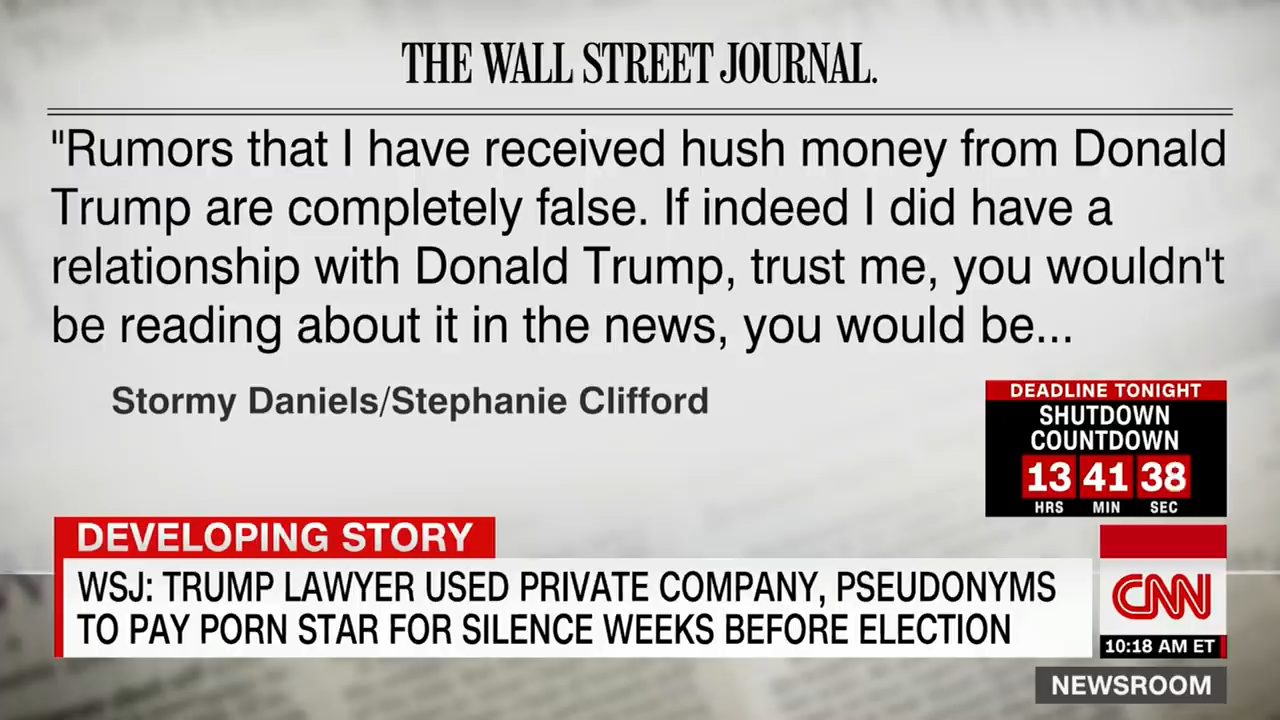 THE WALL STREET JOURNAL.
"Rumors that I have received hush money from Donald
Trump are completely false. If indeed I did have a
relationship with Donald Trump, trust me, you wouldn't
be reading about it in the news, you would be...
Stormy Daniels/Stephanie Clifford
DEADLINE TONIGHT
SHUTDOWN
COUNTDOWN
13 41 38
HRS MIN SEC
DEVELOPING STORY
WSJ: TRUMP LAWYER USED PRIVATE COMPANY, PSEUDONYMS
TO PAY PORN STAR FOR SILENCE WEEKS BEFORE ELECTION
CNN
10:18 AM ET
NEWSROOM